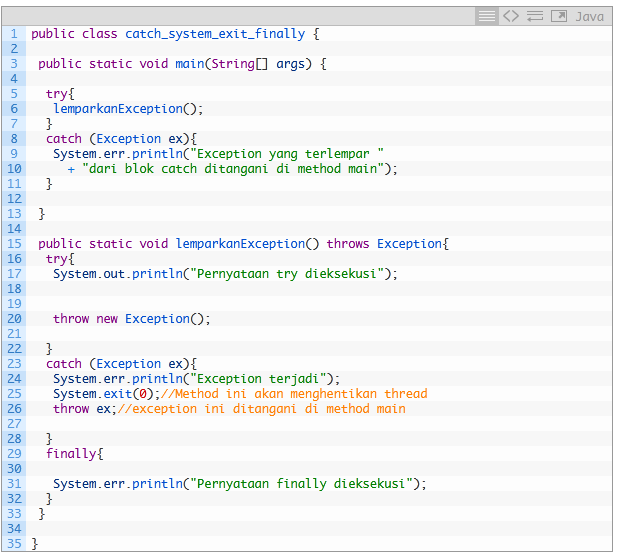 Java
1 public class catch_system_exit_finally {
2
3 public static void main(String[] args) {
4
5 try{
6 lemparkanException();
7 }
8 catch (Exception ex){
9 System.err.println("Exception yang terlempar "
10 + "dari blok catch ditangani di method main");
11 }
12
13 }
14
15 public static void lemparkanException() throws Exception{
16 try{
17 System.out.println("Pernyataan try dieksekusi");
18
19
20 throw new Exception();
21
22 }
23 catch (Exception ex){
24 System.err.println("Exception terjadi");
25 System.exit(0);//Method ini akan menghentikan thread
26 throw ex;//exception ini ditangani di method main
27
28 }
29 finally{
30
31 System.err.println("Pernyataan finally dieksekusi");
32 }
33 }
34
35 }